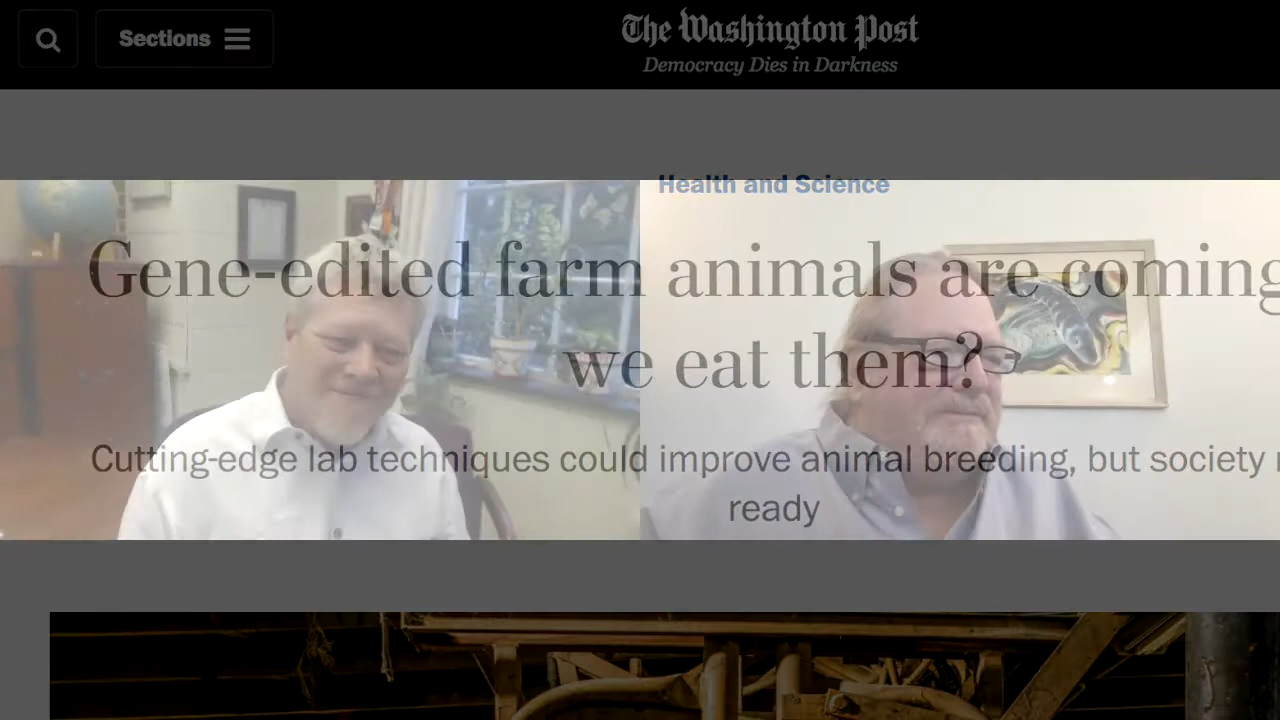 Sections
The Washington Post
Democracy Dies in Darkness
Health and Science
Gene-edited farm animals are coming
we eat them?
Cutting-edge lab techniques could improve animal breeding, but society
ready